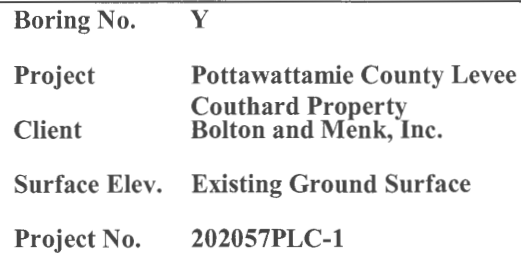 Boring No. Y
Project Pottawattamie County Levee
Couthard Property
Client Bolton and Menk, Inc.
Surface Elev. Existing Ground Surface
Project No. 202057PLC-1